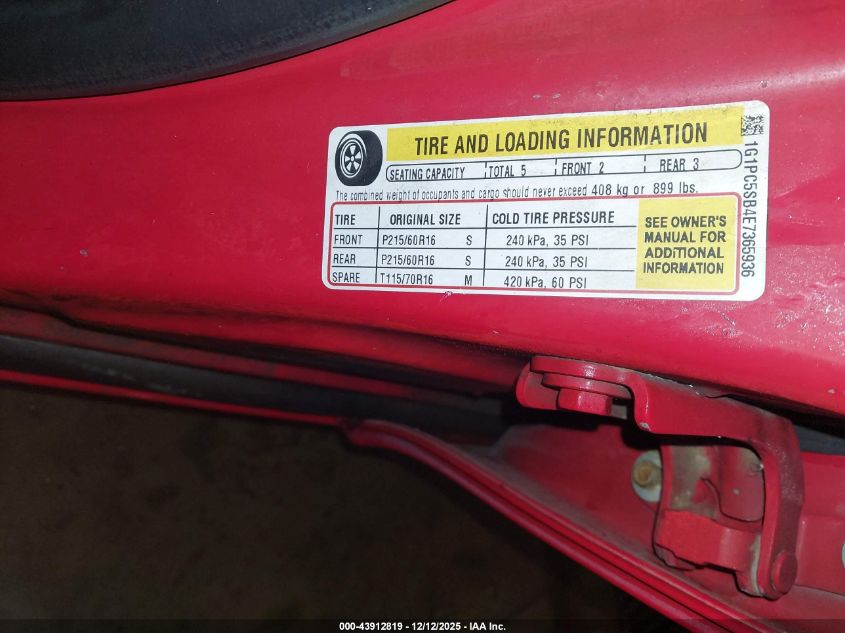 TIRE AND LOADING INFORMATION
SEATING CAPACITY TOTAL 5 FRONT 2 REAR 3
The combined weight of occupants and cargo should never exceed 408 kg or 899 lbs.
TIRE ORIGINAL SIZE COLD TIRE PRESSURE
FRONT P215/60R16 S 240 kPa, 35 PSI
REAR P215/60R16 S 240 kPa, 35 PSI
SPARE T115/70R16 M 420 kPa, 60 PSI
SEE OWNER'S
MANUAL FOR
ADDITIONAL
INFORMATION
1G1PC5SB4E7365936
000-43912819 - 12/12/2025 - IAA Inc.